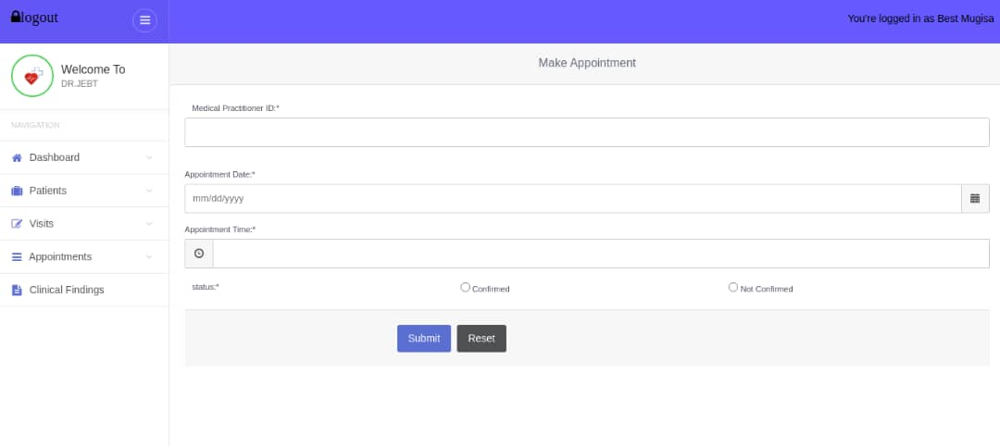 logout
You're logged in as Best Mugisa
Welcome To
DR.JEBT
NAVIGATION
Dashboard
Patients
Visits
Appointments
Clinical Findings
Make Appointment
Medical Practitioner ID:*
Appointment Date:*
mm/dd/yyyy
Appointment Time:*
status:*
Confirmed
Not Confirmed
Submit
Reset